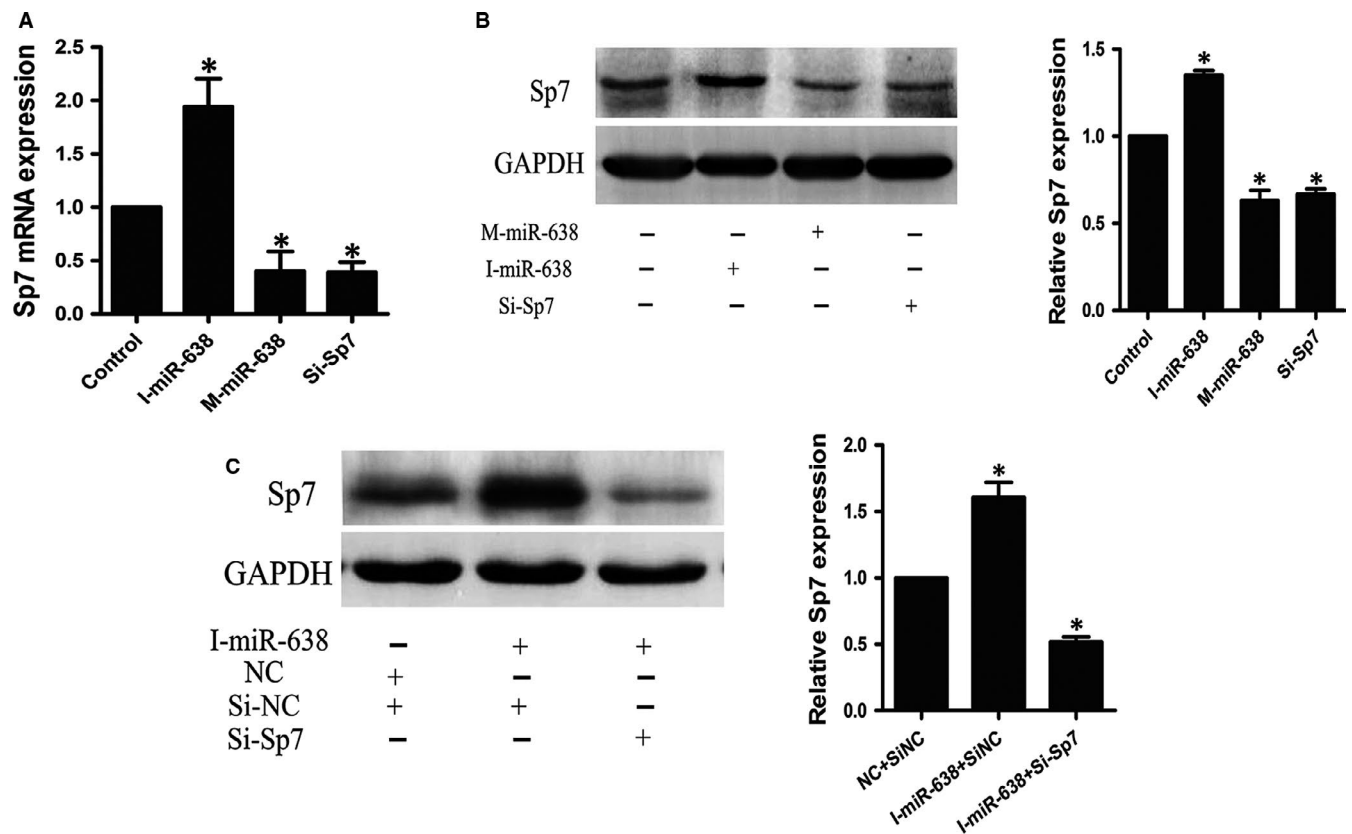 A
Sp7 mRNA expression
2.5
2.0
1.5
1.0
0.5
0.0
*
*
*
Control
I-miR-638
M-miR-638
Si-Sp7
B
Sp7
GAPDH
M-miR-638 – – + –
I-miR-638 – + – –
Si-Sp7 – – – +
Relative Sp7 expression
1.5
1.0
0.5
0.0
*
*
*
Control
I-miR-638
M-miR-638
Si-Sp7
C
Sp7
GAPDH
I-miR-638 – + +
NC + – –
Si-NC + + –
Si-Sp7 – – +
Relative Sp7 expression
2.0
1.5
1.0
0.5
0.0
*
*
NC+SiNC
I-miR-638+SiNC
I-miR-638+Si-Sp7